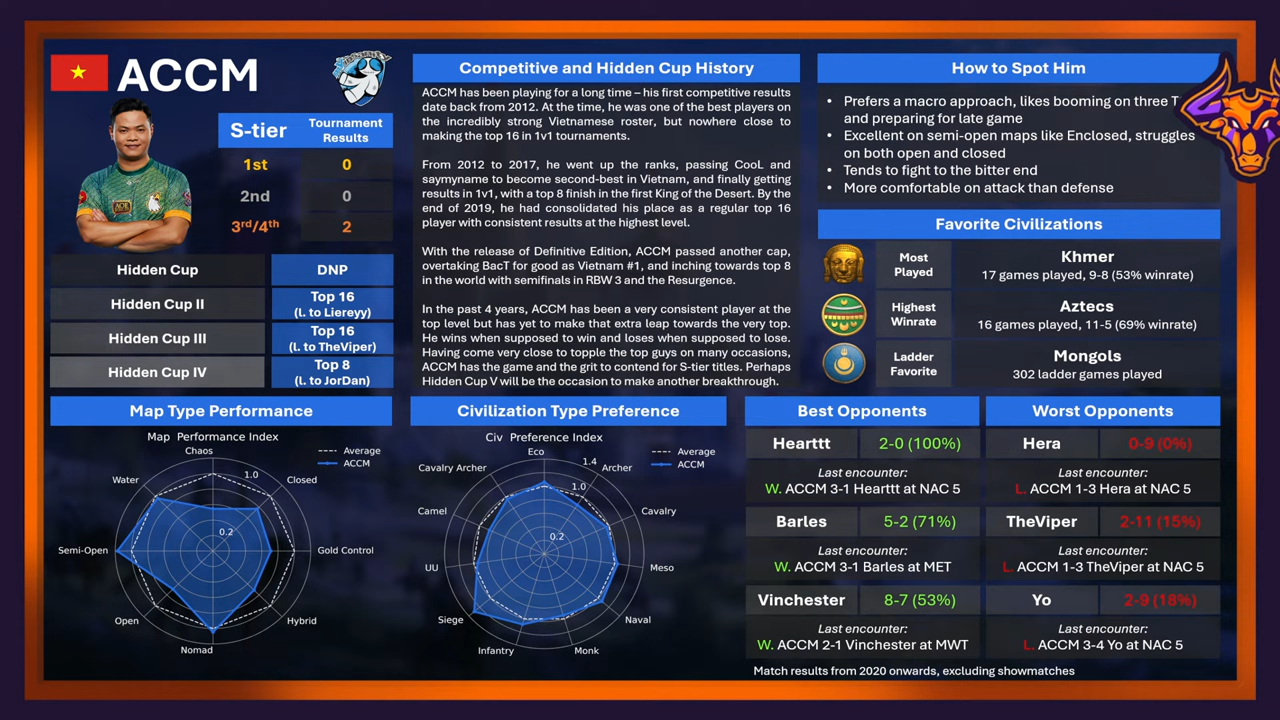 ACCM
S-tier
Tournament
Results
1st
0
2nd
0
3rd/4th
2
Hidden Cup
DNP
Hidden Cup II
Top 16
(l. to Liereyy)
Hidden Cup III
Top 16
(l. to TheViper)
Hidden Cup IV
Top 8
(l. to JorDan)
Competitive and Hidden Cup History
ACCM has been playing for a long time – his first competitive results
date back from 2012. At the time, he was one of the best players on
the incredibly strong Vietnamese roster, but nowhere close to
making the top 16 in 1v1 tournaments.
From 2012 to 2017, he went up the ranks, passing CooL and
saymyname to become second-best in Vietnam, and finally getting
results in 1v1, with a top 8 finish in the first King of the Desert. By the
end of 2019, he had consolidated his place as a regular top 16
player with consistent results at the highest level.
With the release of Definitive Edition, ACCM passed another cap,
overtaking BacT for good as Vietnam #1, and inching towards top 8
in the world with semifinals in RBW 3 and the Resurgence.
In the past 4 years, ACCM has been a very consistent player at the
top level but has yet to make that extra leap towards the very top.
He wins when supposed to win and loses when supposed to lose.
Having come very close to topple the top guys on many occasions,
ACCM has the game and the grit to contend for S-tier titles. Perhaps
Hidden Cup V will be the occasion to make another breakthrough.
How to Spot Him
• Prefers a macro approach, likes booming on three T
and preparing for late game
• Excellent on semi-open maps like Enclosed, struggles
on both open and closed
• Tends to fight to the bitter end
• More comfortable on attack than defense
Favorite Civilizations
Most
Played
Khmer
17 games played, 9-8 (53% winrate)
Highest
Winrate
Aztecs
16 games played, 11-5 (69% winrate)
Ladder
Favorite
Mongols
302 ladder games played
Map Type Performance
Map Performance Index
Average
ACCM
Chaos
Closed
Gold Control
Hybrid
Nomad
Open
Semi-Open
Water
1.0
0.2
Civilization Type Preference
Civ Preference Index
Average
ACCM
Eco
Archer
Cavalry
Meso
Naval
Monk
Infantry
Siege
UU
Camel
Cavalry Archer
1.4
1.0
0.2
Best Opponents
Hearttt
2-0 (100%)
Last encounter:
W. ACCM 3-1 Hearttt at NAC 5
Barles
5-2 (71%)
Last encounter:
W. ACCM 3-1 Barles at MET
Vinchester
8-7 (53%)
Last encounter:
W. ACCM 2-1 Vinchester at MWT
Worst Opponents
Hera
0-9 (0%)
Last encounter:
L. ACCM 1-3 Hera at NAC 5
TheViper
2-11 (15%)
Last encounter:
L. ACCM 1-3 TheViper at NAC 5
Yo
2-9 (18%)
Last encounter:
L. ACCM 3-4 Yo at NAC 5
Match results from 2020 onwards, excluding showmatches